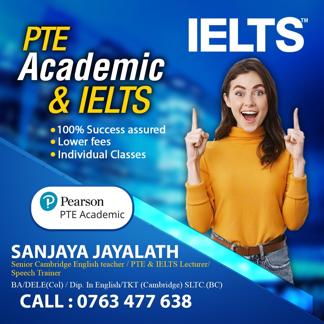 PTE
Academic
& IELTS
IELTS™
• 100% Success assured
• Lower fees
• Individual Classes
Pearson
PTE Academic
SANJAYA JAYALATH
Senior Cambridge English teacher / PTE & IELTS Lecturer/
Speech Trainer
BA/DELE(Col) / Dip. In English/TKT (Cambridge) SLTC.(BC)
CALL : 0763 477 638